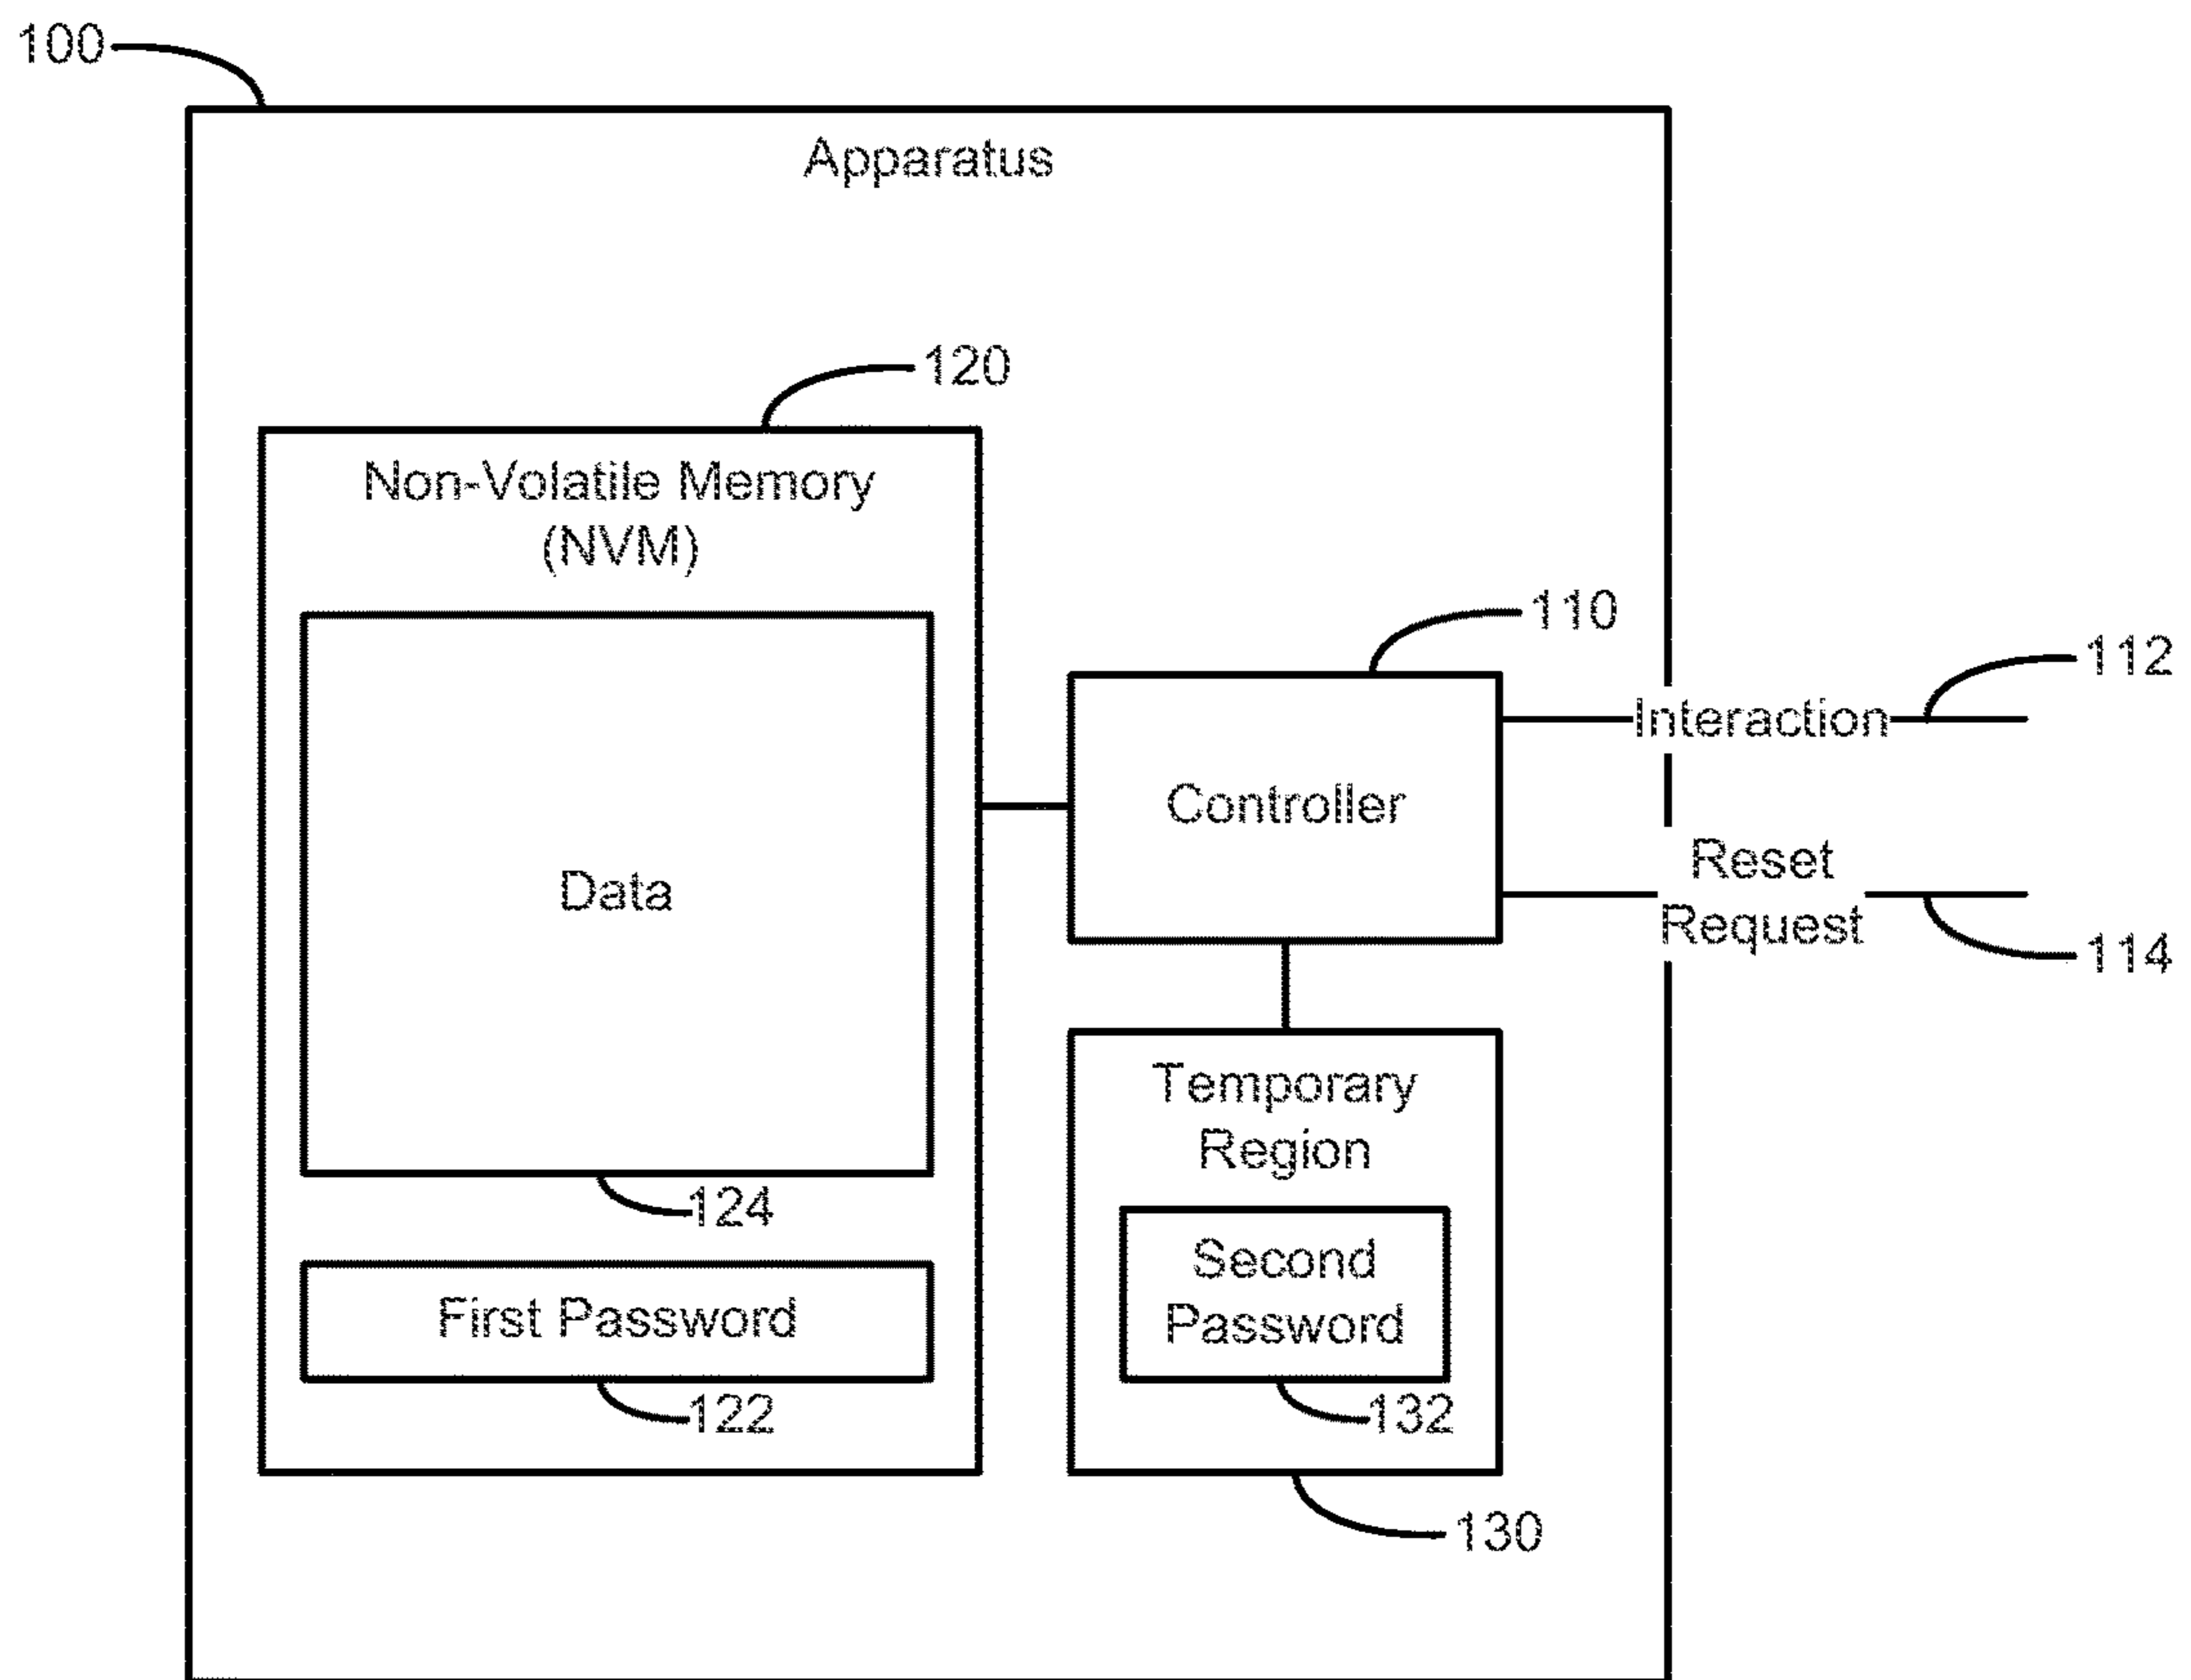 100
Apparatus
120
Non-Volatile Memory
(NVM)
110
112
Interaction
Data
Controller
Reset
Request
114
Temporary
Region
124
Second
Password
First Password
122
132
130